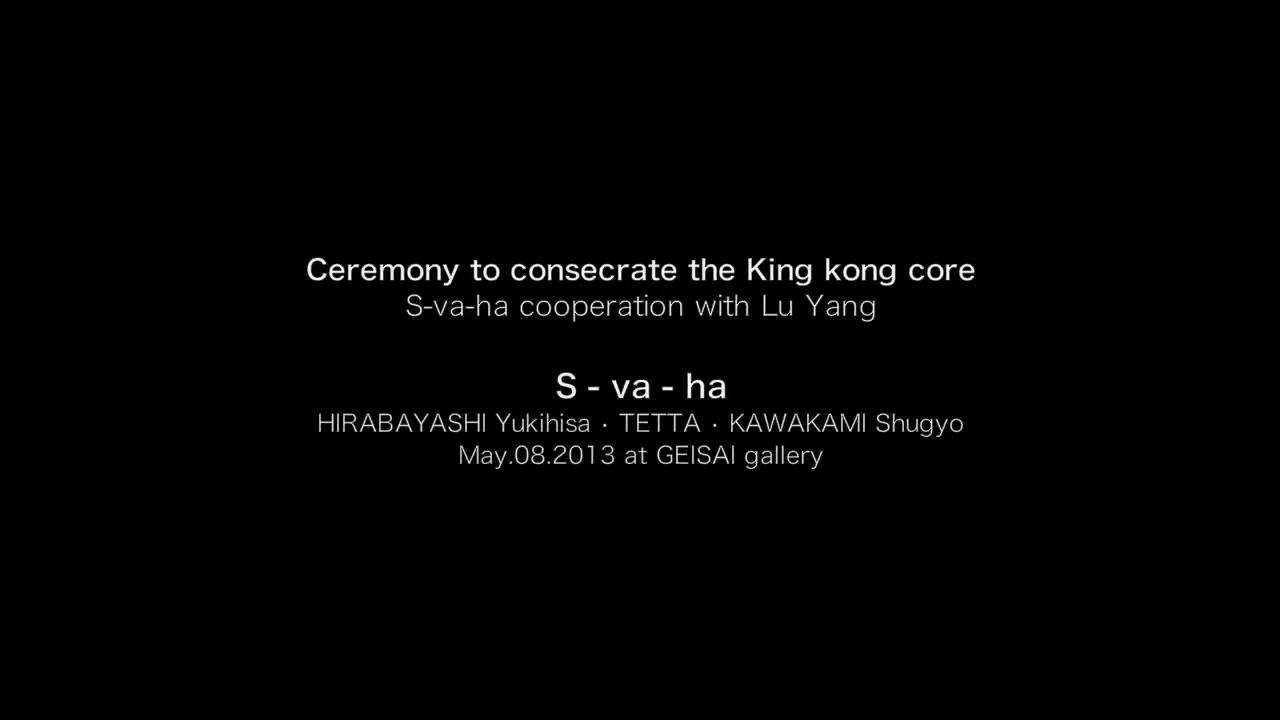 Ceremony to consecrate the King kong core
S-va-ha cooperation with Lu Yang
S - va - ha
HIRABAYASHI Yukihisa · TETTA · KAWAKAMI Shugyo
May.08.2013 at GEISAI gallery